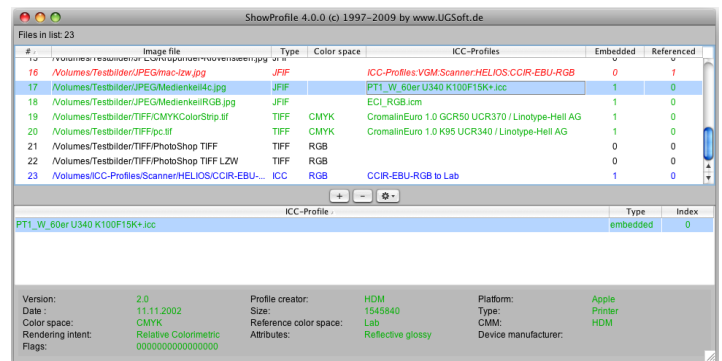 ShowProfile 4.0.0 (c) 1997-2009 by www.UGSoft.de
Files in list: 23
# Image file Type Color space ICC-Profiles Embedded Referenced
16 /Volumes/Testbilder/JPEG/mac-lzw.jpg JFIF ICC-Profiles:VGM:Scanner:HELIOS:CCIR-EBU-RGB 0 1
17 /Volumes/Testbilder/JPEG/Medienkeil4c.jpg JFIF PT1_W_60er U340 K100F15K+.icc 1 0
18 /Volumes/Testbilder/JPEG/MedienkeilRGB.jpg JFIF ECI_RGB.icm 1 0
19 /Volumes/Testbilder/TIFF/CMYKColorStrip.tif TIFF CMYK CromalinEuro 1.0 GCR50 UCR370 / Linotype-Hell AG 1 0
20 /Volumes/Testbilder/TIFF/pc.tif TIFF CMYK CromalinEuro 1.0 K95 UCR340 / Linotype-Hell AG 1 0
21 /Volumes/Testbilder/TIFF/PhotoShop TIFF TIFF RGB 0 0
22 /Volumes/Testbilder/TIFF/PhotoShop TIFF LZW TIFF RGB 0 0
23 /Volumes/ICC-Profiles/Scanner/HELIOS/CCIR-EBU-... ICC RGB CCIR-EBU-RGB to Lab 1 0
ICC-Profile Type Index
PT1_W_60er U340 K100F15K+.icc embedded 0
Version: 2.0 Profile creator: HDM Platform: Apple
Date : 11.11.2002 Size: 1545840 Type: Printer
Color space: CMYK Reference color space: Lab CMM: HDM
Rendering intent: Relative Colorimetric Attributes: Reflective glossy Device manufacturer:
Flags: 0000000000000000